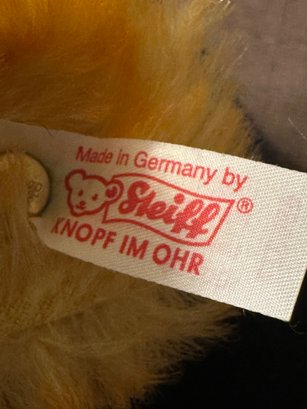 Made in Germany by
Steiff ®
KNOPF IM OHR